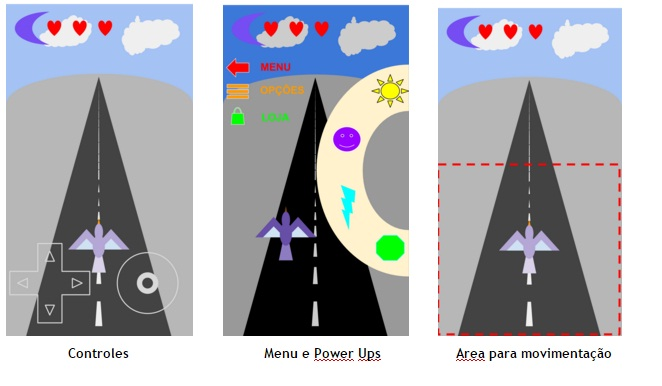 MENU
OPÇÕES
LOJA
Controles
Menu e Power Ups
Area para movimentação